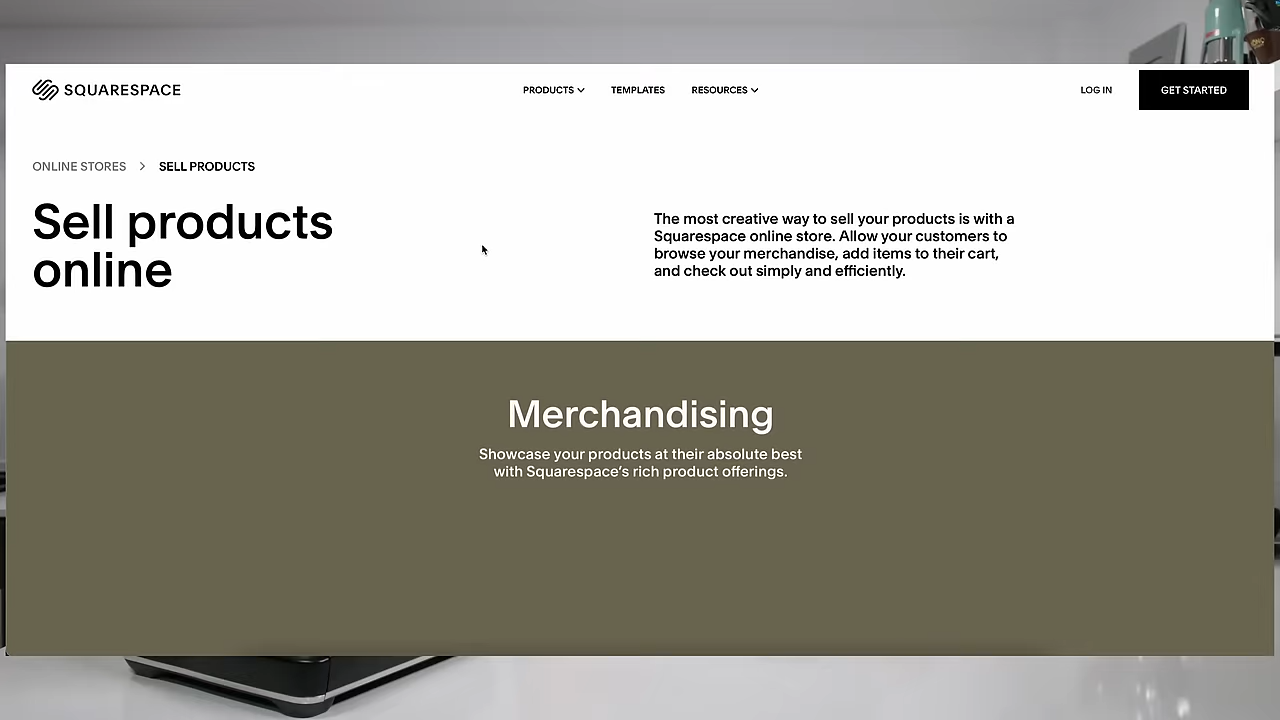 SQUARESPACE
PRODUCTS
TEMPLATES
RESOURCES
LOG IN
GET STARTED
ONLINE STORES > SELL PRODUCTS
Sell products
online
The most creative way to sell your products is with a
Squarespace online store. Allow your customers to
browse your merchandise, add items to their cart,
and check out simply and efficiently.
Merchandising
Showcase your products at their absolute best
with Squarespace’s rich product offerings.